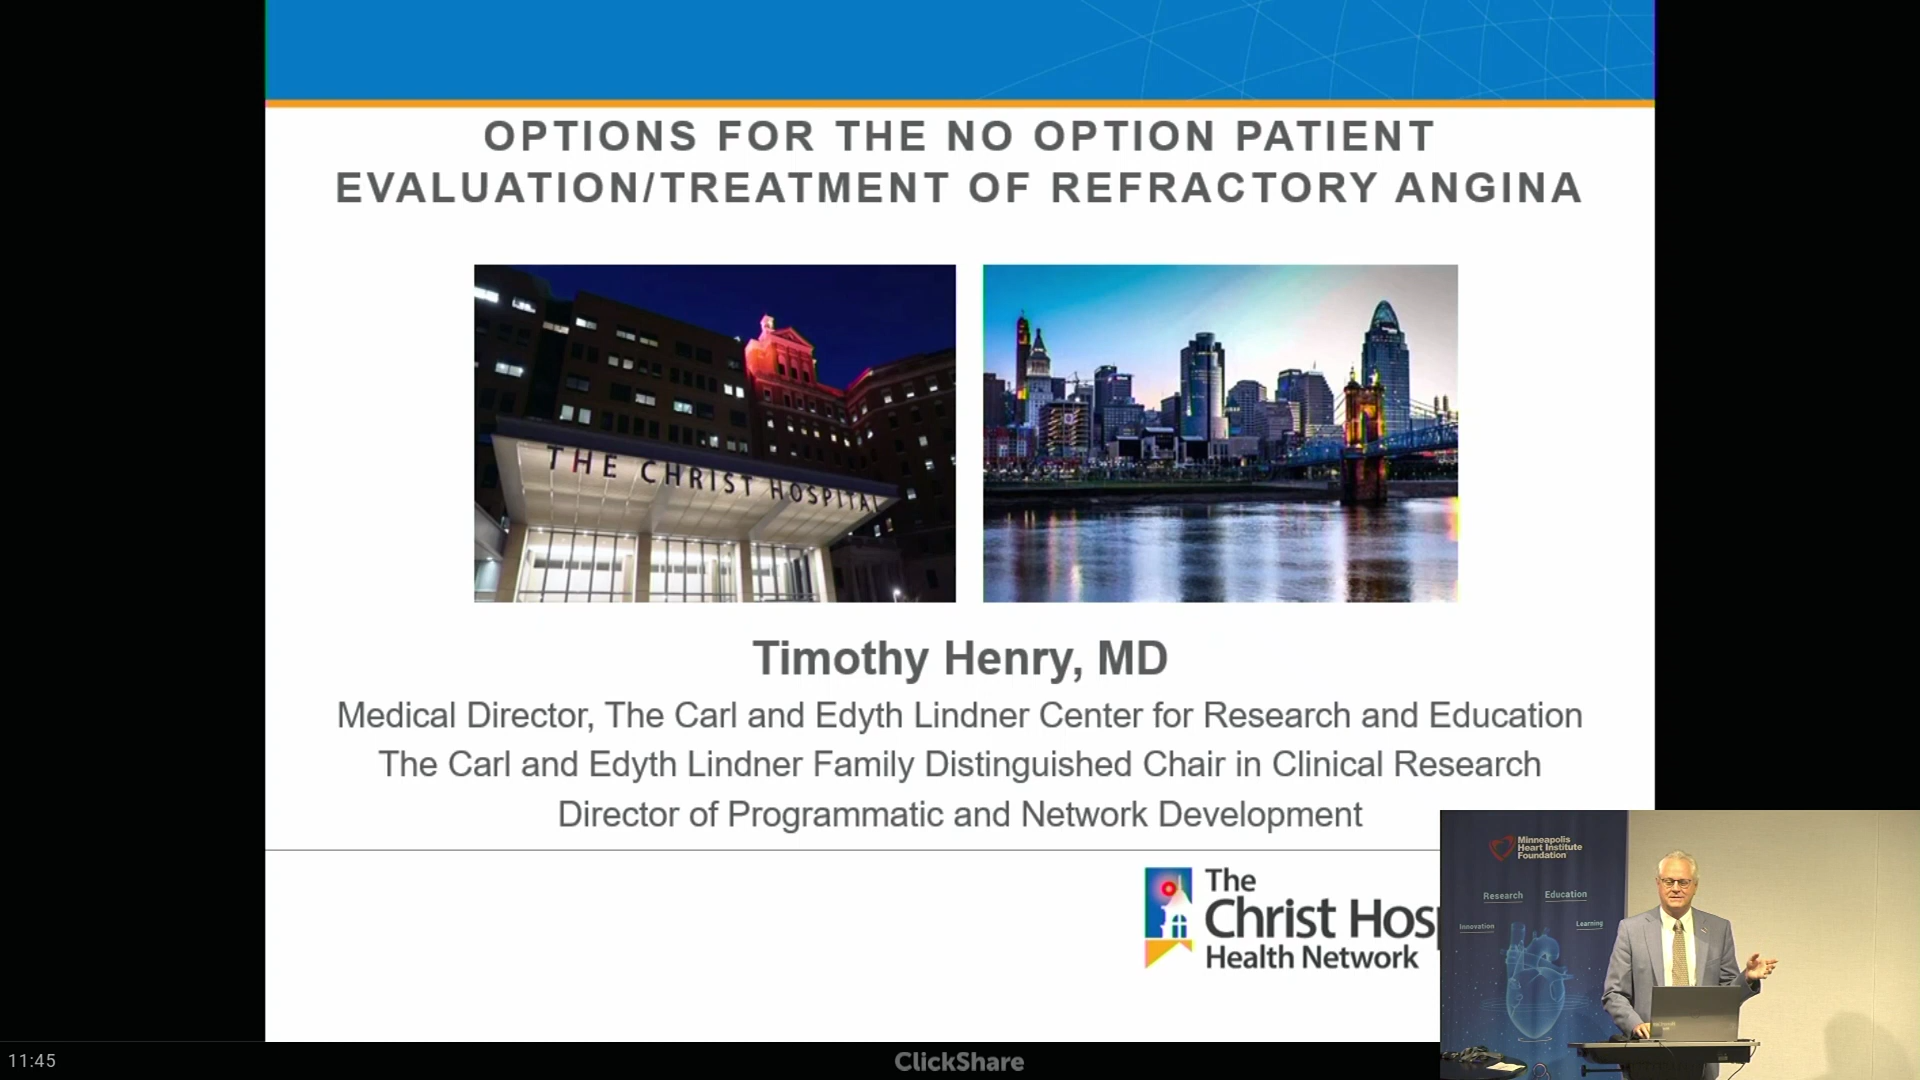 OPTIONS FOR THE NO OPTION PATIENT
EVALUATION/TREATMENT OF REFRACTORY ANGINA
THE CHRIST HOSPITAL
Timothy Henry, MD
Medical Director, The Carl and Edyth Lindner Center for Research and Education
The Carl and Edyth Lindner Family Distinguished Chair in Clinical Research
Director of Programmatic and Network Development
The
Christ Hosp
Health Network
Minneapolis
Heart Institute
Foundation
Research Education
Innovation Learning
11:45
ClickShare